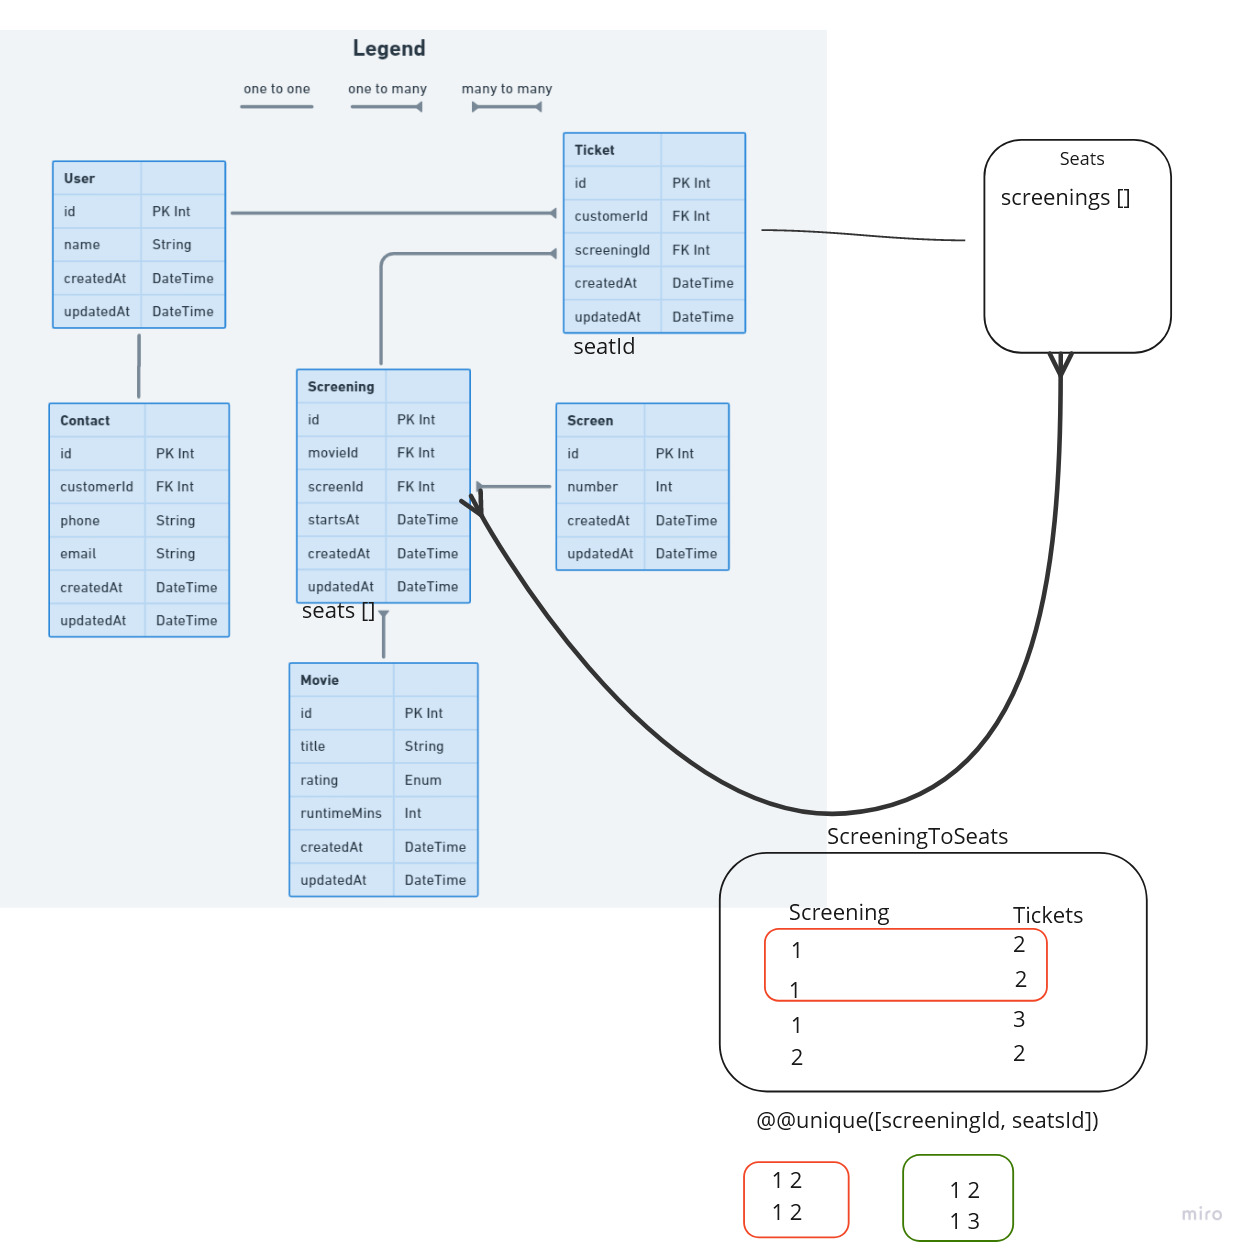 Legend
one to one one to many many to many
User
id PK Int
name String
createdAt DateTime
updatedAt DateTime
Ticket
id PK Int
customerId FK Int
screeningId FK Int
createdAt DateTime
updatedAt DateTime
seatId
Seats
screenings []
Contact
id PK Int
customerId FK Int
phone String
email String
createdAt DateTime
updatedAt DateTime
Screening
id PK Int
movieId FK Int
screenId FK Int
startsAt DateTime
createdAt DateTime
updatedAt DateTime
seats []
Screen
id PK Int
number Int
createdAt DateTime
updatedAt DateTime
Movie
id PK Int
title String
rating Enum
runtimeMins Int
createdAt DateTime
updatedAt DateTime
ScreeningToSeats
Screening Tickets
1 2
1 2
1 3
2 2
@@unique([screeningId, seatsId])
1 2
1 2
1 2
1 3
miro